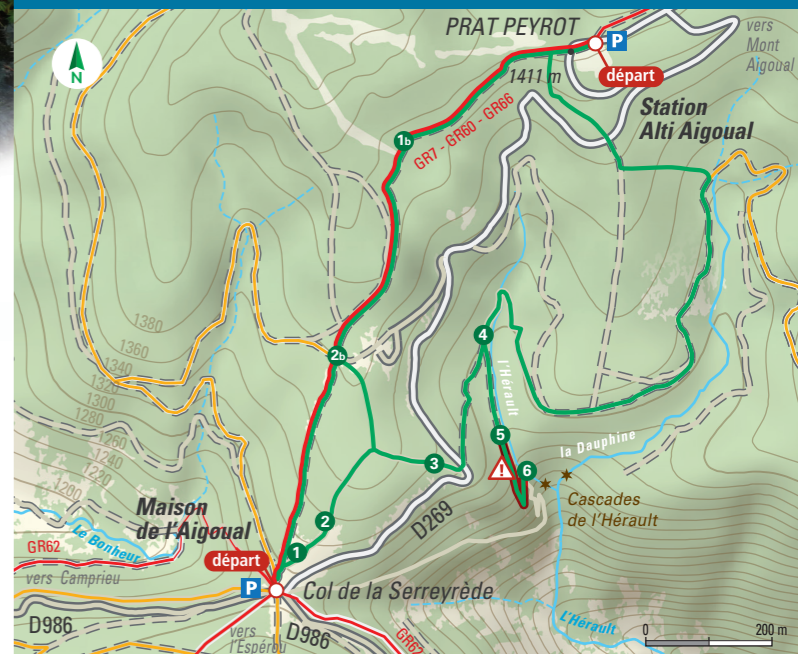 PRAT PEYROT
P
vers
Mont
Aigoual
N
départ
1411 m
Station
Alti Aigoual
1b
GR7 - GR60 - GR66
1380
1360
1340
1320
1300
1280
1260
1240
1220
1200
2b
4
l'Hérault
5
la Dauphine
3
!
6
Cascades
de l'Hérault
Maison
de l'Aigoual
2
D269
Le Bonheur
GR62
départ
1
vers Camprieu
P
Col de la Serreyrède
D986
vers
l'Espérou
D986
GR62
L'Hérault
0
200 m